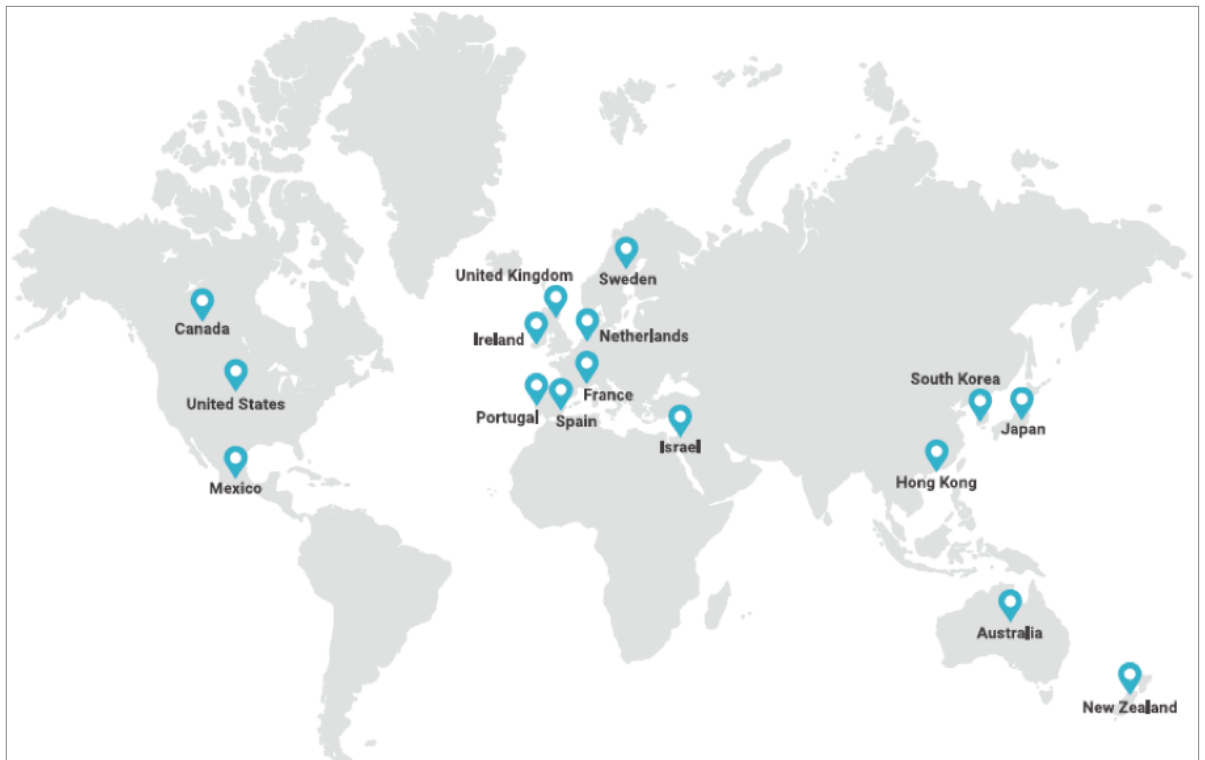 United Kingdom
Sweden
Canada
Ireland
Netherlands
South Korea
France
United States
Portugal
Spain
Japan
Israel
Hong Kong
Mexico
Australia
New Zealand